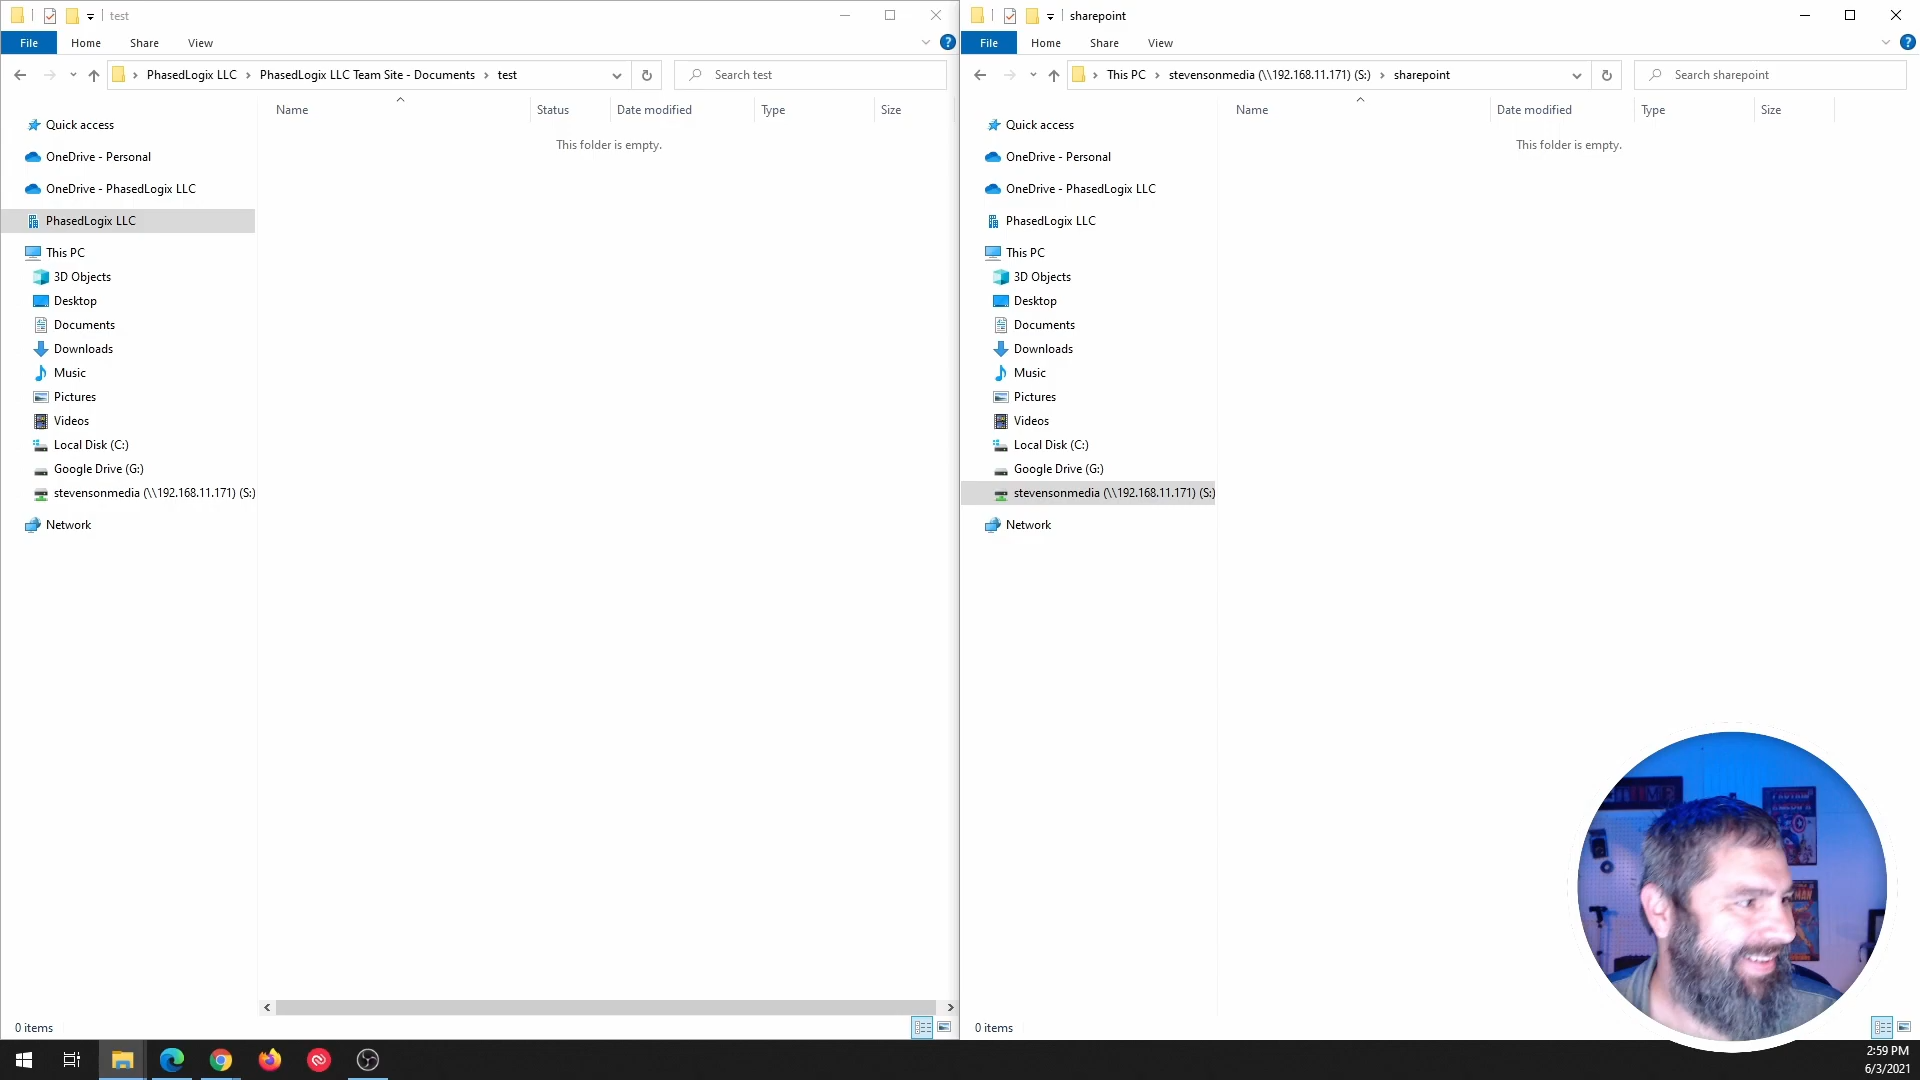 test
File
Home
Share
View
PhasedLogix LLC
PhasedLogix LLC Team Site - Documents
test
Search test
Name
Status
Date modified
Type
Size
This folder is empty.
Quick access
OneDrive - Personal
OneDrive - PhasedLogix LLC
PhasedLogix LLC
This PC
3D Objects
Desktop
Documents
Downloads
Music
Pictures
Videos
Local Disk (C:)
Google Drive (G:)
stevensonmedia (\\192.168.11.171) (S:)
Network
0 items
sharepoint
File
Home
Share
View
This PC
stevensonmedia (\\192.168.11.171) (S:)
sharepoint
Search sharepoint
Name
Date modified
Type
Size
This folder is empty.
Quick access
OneDrive - Personal
OneDrive - PhasedLogix LLC
PhasedLogix LLC
This PC
3D Objects
Desktop
Documents
Downloads
Music
Pictures
Videos
Local Disk (C:)
Google Drive (G:)
stevensonmedia (\\192.168.11.171) (S:)
Network
0 items
CAPTAIN
AMERICA
2:59 PM
6/3/2021